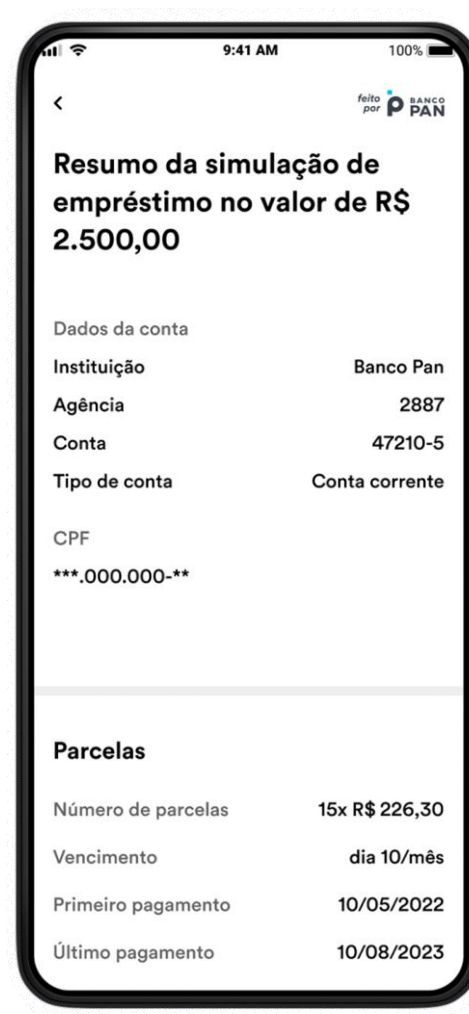 9:41 AM 100%
feito por BANCO PAN
Resumo da simulação de
empréstimo no valor de R$
2.500,00
Dados da conta
Instituição Banco Pan
Agência 2887
Conta 47210-5
Tipo de conta Conta corrente
CPF
***.000.000-**
Parcelas
Número de parcelas 15x R$ 226,30
Vencimento dia 10/mês
Primeiro pagamento 10/05/2022
Último pagamento 10/08/2023